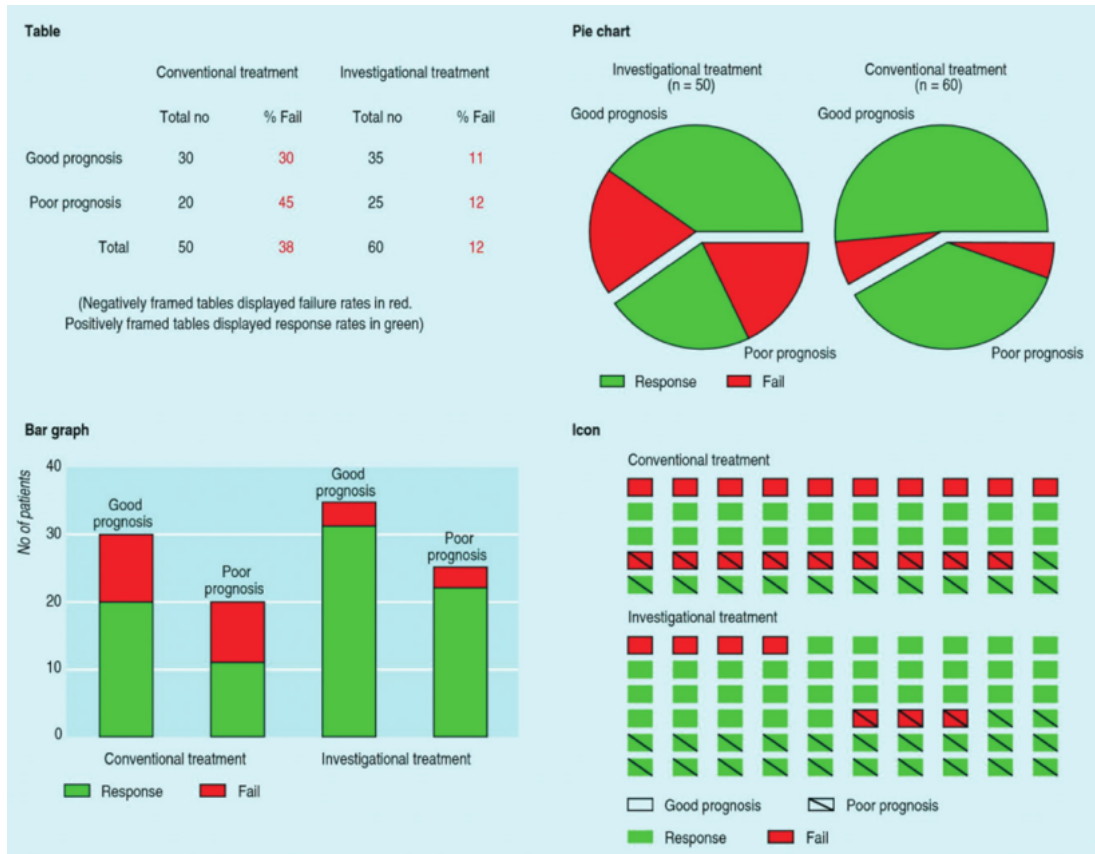 Table
Conventional treatment Investigational treatment
Total no % Fail Total no % Fail
Good prognosis 30 30 35 11
Poor prognosis 20 45 25 12
Total 50 38 60 12
(Negatively framed tables displayed failure rates in red.
Positively framed tables displayed response rates in green)
Pie chart
Investigational treatment
(n = 50)
Conventional treatment
(n = 60)
Good prognosis
Good prognosis
Poor prognosis
Poor prognosis
Response Fail
Bar graph
No of patients
40
30
20
10
0
Good
prognosis
Poor
prognosis
Good
prognosis
Poor
prognosis
Conventional treatment Investigational treatment
Response Fail
Icon
Conventional treatment
Investigational treatment
Good prognosis Poor prognosis
Response Fail